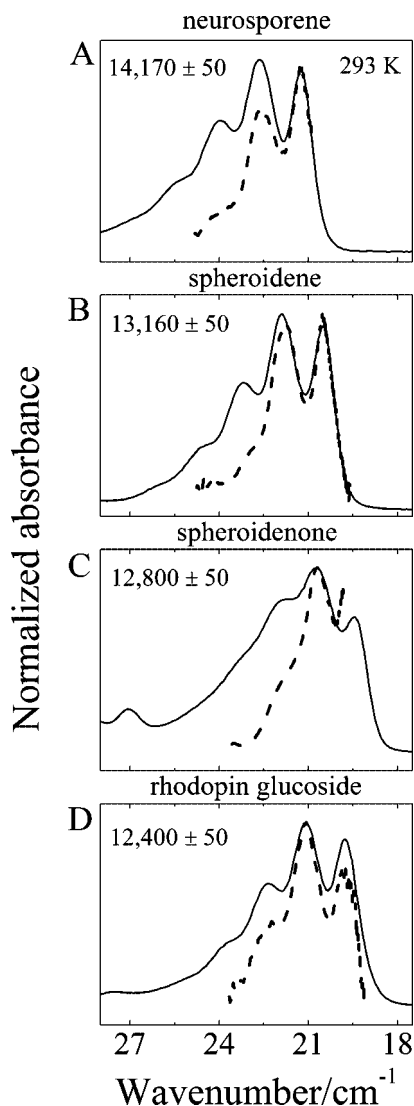 neurosporene
A
14,170 ± 50
293 K
spheroidene
B
13,160 ± 50
spheroidenone
C
12,800 ± 50
rhodopin glucoside
D
12,400 ± 50
Normalized absorbance
27 24 21 18
Wavenumber/cm⁻¹